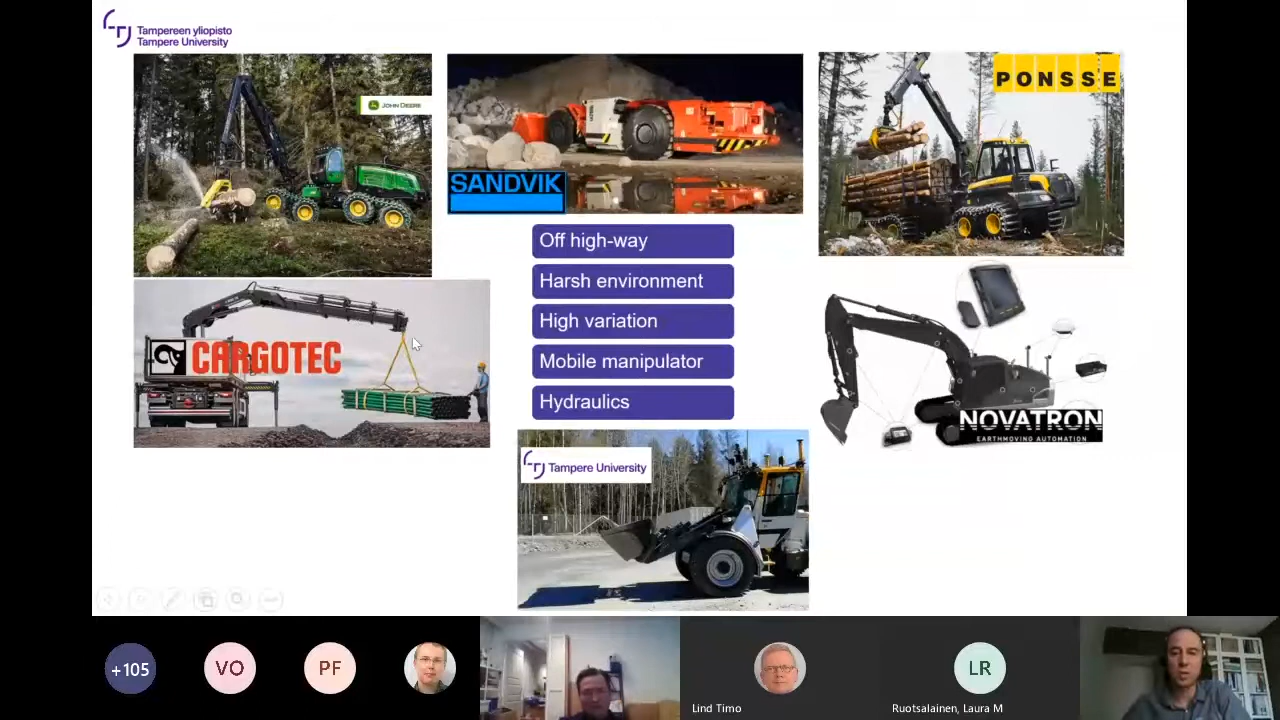 Tampereen yliopisto
Tampere University
JOHN DEERE
SANDVIK
PONSSE
Off high-way
Harsh environment
High variation
Mobile manipulator
Hydraulics
CARGOTEC
NOVATRON
EARTHMOVING AUTOMATION
Tampere University
+105
VO
PF
Lind Timo
LR
Ruotsalainen, Laura M